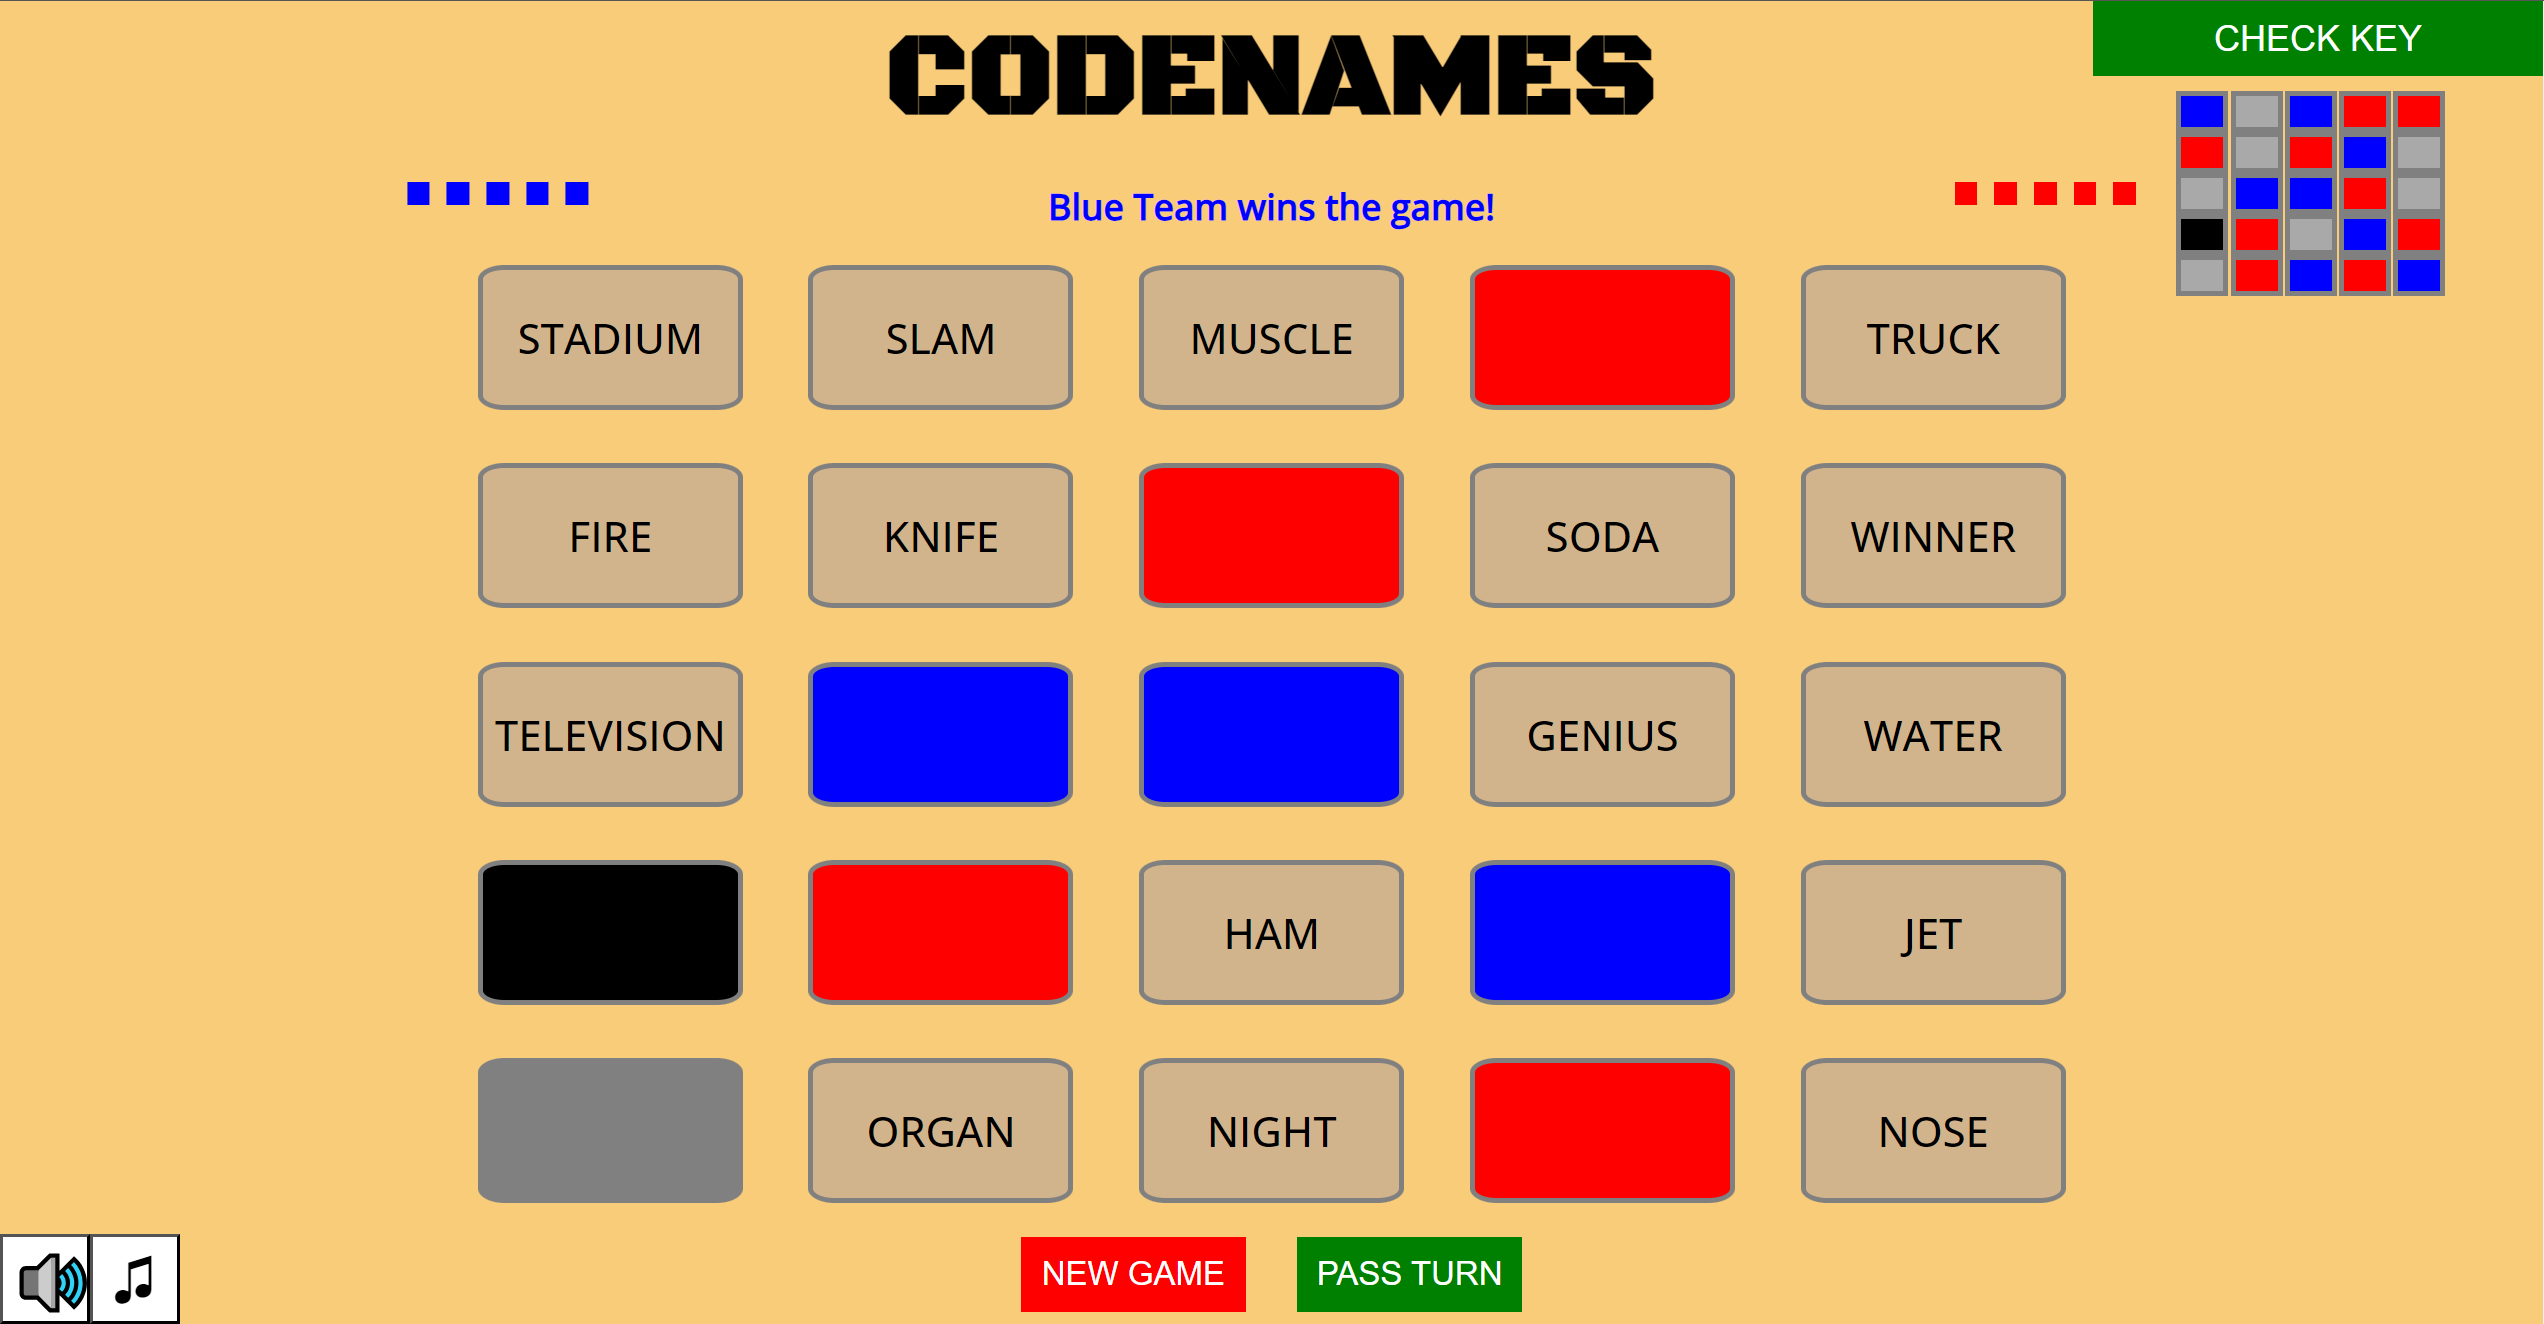 CODENAMES
CHECK KEY
Blue Team wins the game!
STADIUM
SLAM
MUSCLE
TRUCK
FIRE
KNIFE
SODA
WINNER
TELEVISION
GENIUS
WATER
HAM
JET
ORGAN
NIGHT
NOSE
NEW GAME
PASS TURN